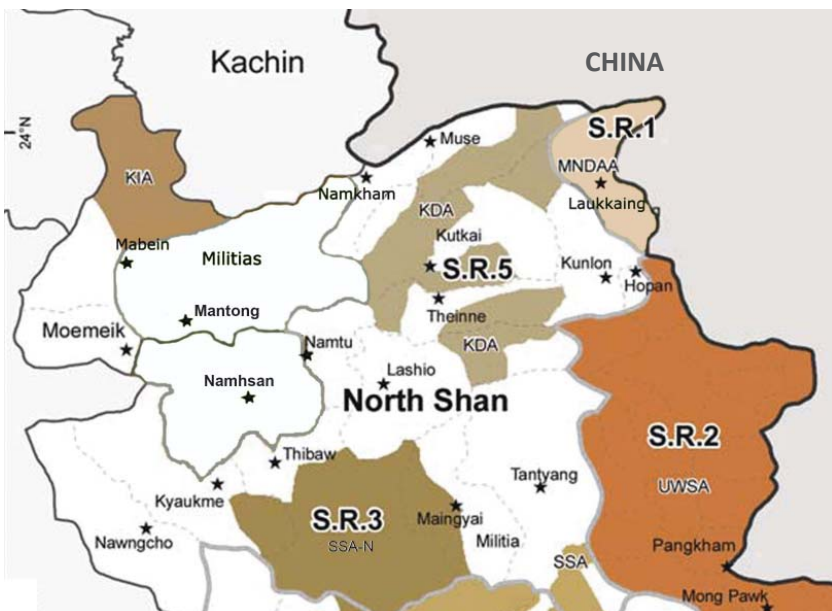 Kachin
CHINA
24°N
S.R.1
Muse
MNDAA
KIA
Namkham
Laukkaing
KDA
Kutkai
Mabein
Militias
S.R.5
Kunlon
Hopan
Mantong
Theinne
Moemeik
Namtu
KDA
Lashio
Namhsan
North Shan
S.R.2
Thibaw
Tantyang
Kyaukme
UWSA
S.R.3
Maingyai
Nawngcho
SSA-N
Militia
Pangkham
SSA
Mong Pawk